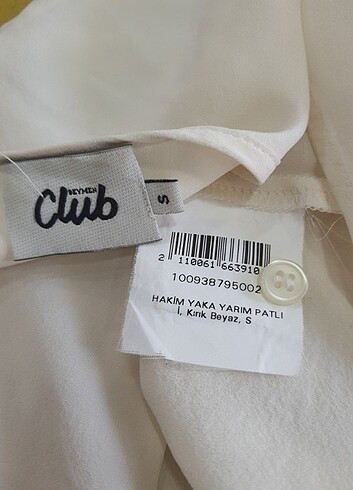 BEYMEN
Club
S
2 110061 663910
100938795002
HAKİM YAKA YARIM PATLI
İ, Kırık Beyaz, S